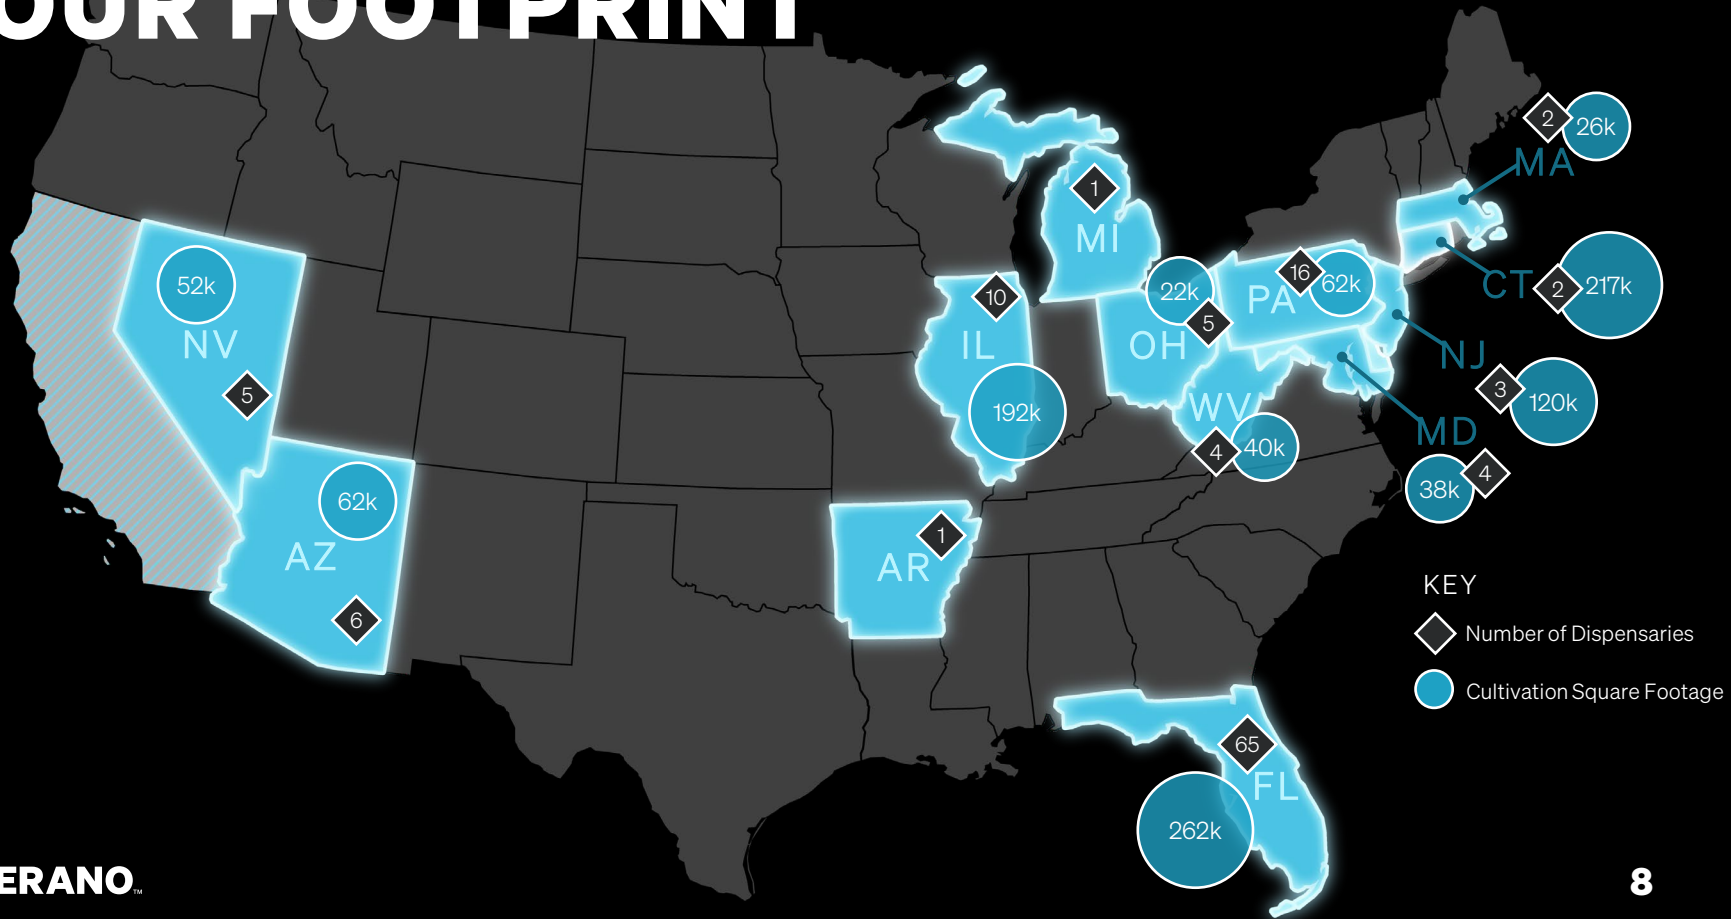 OUR FOOTPRINT
2
26k
MA
1
MI
52k
NV
5
10
IL
192k
22k
5
OH
16
62k
PA
CT
2
217k
NJ
3
120k
WV
4
40k
MD
38k
4
62k
AZ
6
1
AR
KEY
Number of Dispensaries
Cultivation Square Footage
65
FL
262k
ERANO™
8